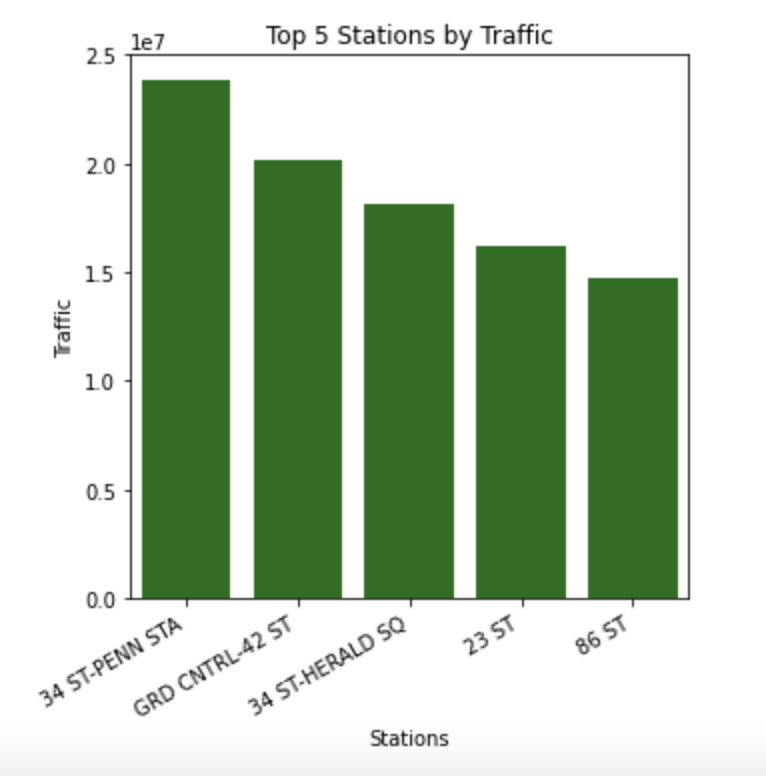 Top 5 Stations by Traffic
1e7
2.5
2.0
1.5
1.0
0.5
0.0
Traffic
34 ST-PENN STA
GRD CNTRL-42 ST
34 ST-HERALD SQ
23 ST
86 ST
Stations